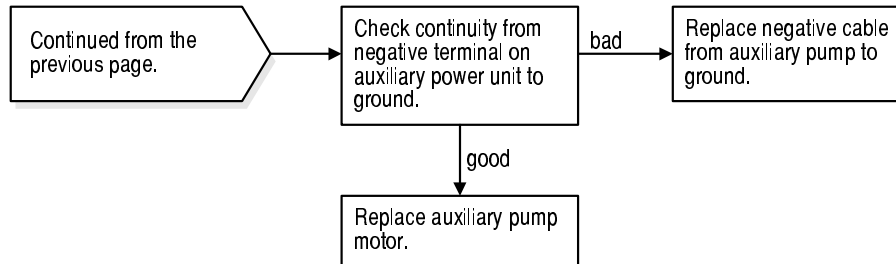 Continued from the
previous page.
Check continuity from
negative terminal on
auxiliary power unit to
ground.
bad
Replace negative cable
from auxiliary pump to
ground.
good
Replace auxiliary pump
motor.